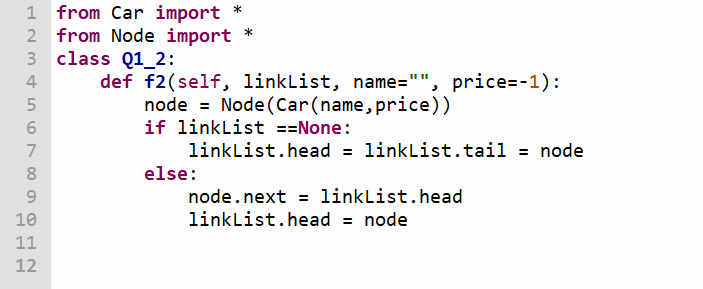 1 from Car import *
2 from Node import *
3 class Q1_2:
4     def f2(self, linkList, name="", price=-1):
5         node = Node(Car(name,price))
6         if linkList ==None:
7             linkList.head = linkList.tail = node
8         else:
9             node.next = linkList.head
10             linkList.head = node
11
12